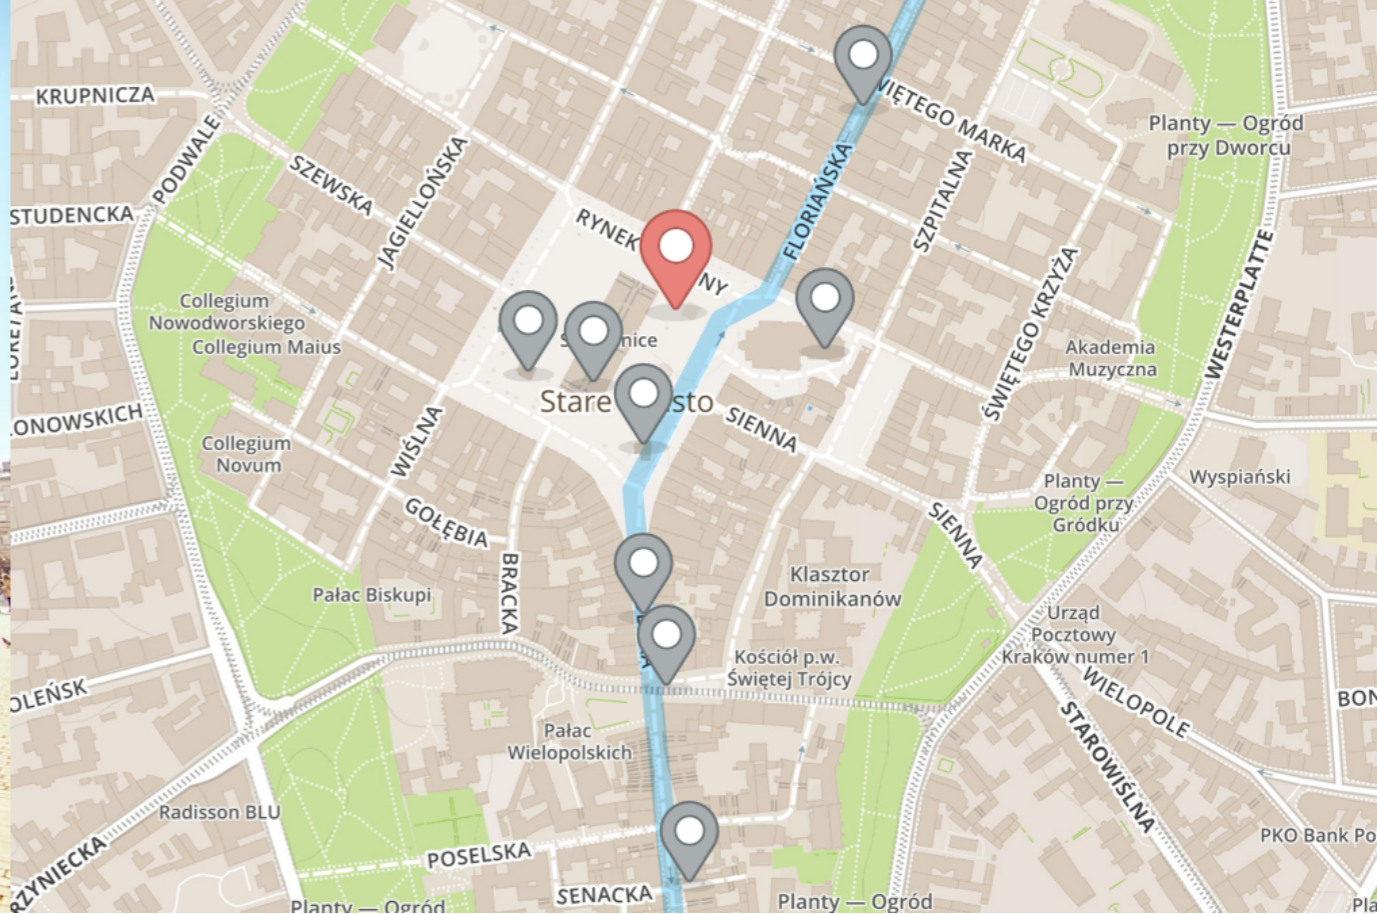 KRUPNICZA
PODWALE
STUDENCKA
SZEWSKA
JAGIELLOŃSKA
RYNEK
NY
FLORIAŃSKA
WIĘTEGO MARKA
SZPITALNA
Planty — Ogród
przy Dworcu
WESTERPLATTE
ŚWIĘTEGO KRZYŻA
Collegium
Nowodworskiego
Collegium Maius
S
nice
Stare
sto
SIENNA
Akademia
Muzyczna
ONOWSKICH
Collegium
Novum
WIŚLNA
GOŁĘBIA
BRACKA
Planty —
Ogród przy
Gródku
Wyspiański
SIENNA
Pałac Biskupi
Klasztor
Dominikanów
Urząd
Pocztowy
Kraków numer 1
Kościół p.w.
Świętej Trójcy
WIELOPOLE
BON
OLEŃSK
Pałac
Wielopolskich
STAROWIŚLNA
Radisson BLU
PKO Bank Po
RZYNIECKA
POSELSKA
SENACKA
Planty — Ogród
Planty — Ogród
Pla